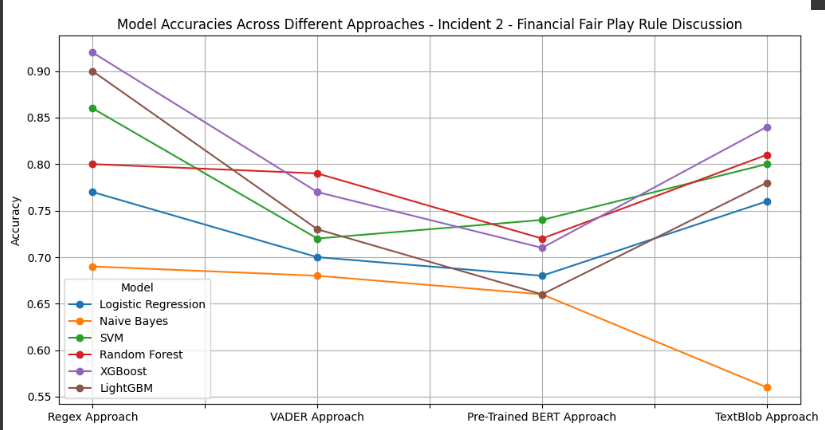 Model Accuracies Across Different Approaches - Incident 2 - Financial Fair Play Rule Discussion
0.90
0.85
0.80
0.75
0.70
0.65
0.60
0.55
Accuracy
Model
Logistic Regression
Naive Bayes
SVM
Random Forest
XGBoost
LightGBM
Regex Approach
VADER Approach
Pre-Trained BERT Approach
TextBlob Approach